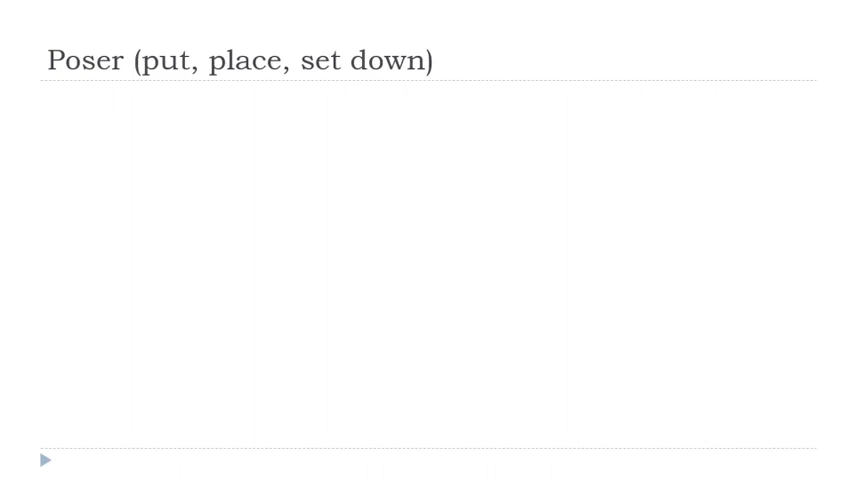 Poser (put, place, set down)